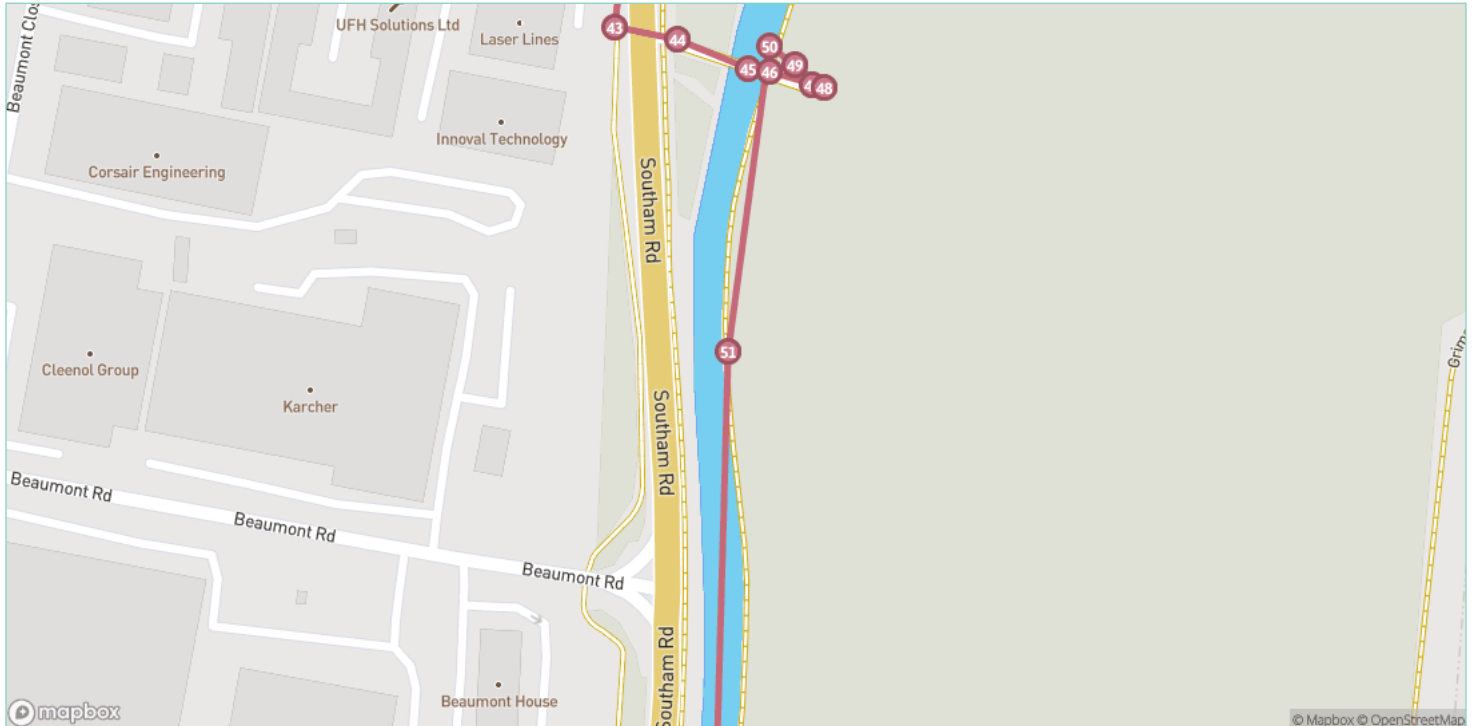 Beaumont Clos
UFH Solutions Ltd
Laser Lines
43
44
45
46
50
49
4
48
Innoval Technology
Corsair Engineering
Southam Rd
51
Grim
Cleenol Group
Karcher
Southam Rd
Beaumont Rd
Beaumont Rd
Beaumont Rd
Southam Rd
Beaumont House
mapbox
© Mapbox © OpenStreetMap